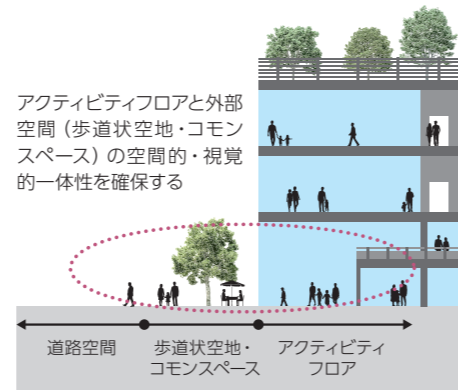 アクティビティフロアと外部
空間（歩道状空地・コモン
スペース）の空間的・視覚
的一体性を確保する
道路空間
歩道状空地・
コモンスペース
アクティビティ
フロア